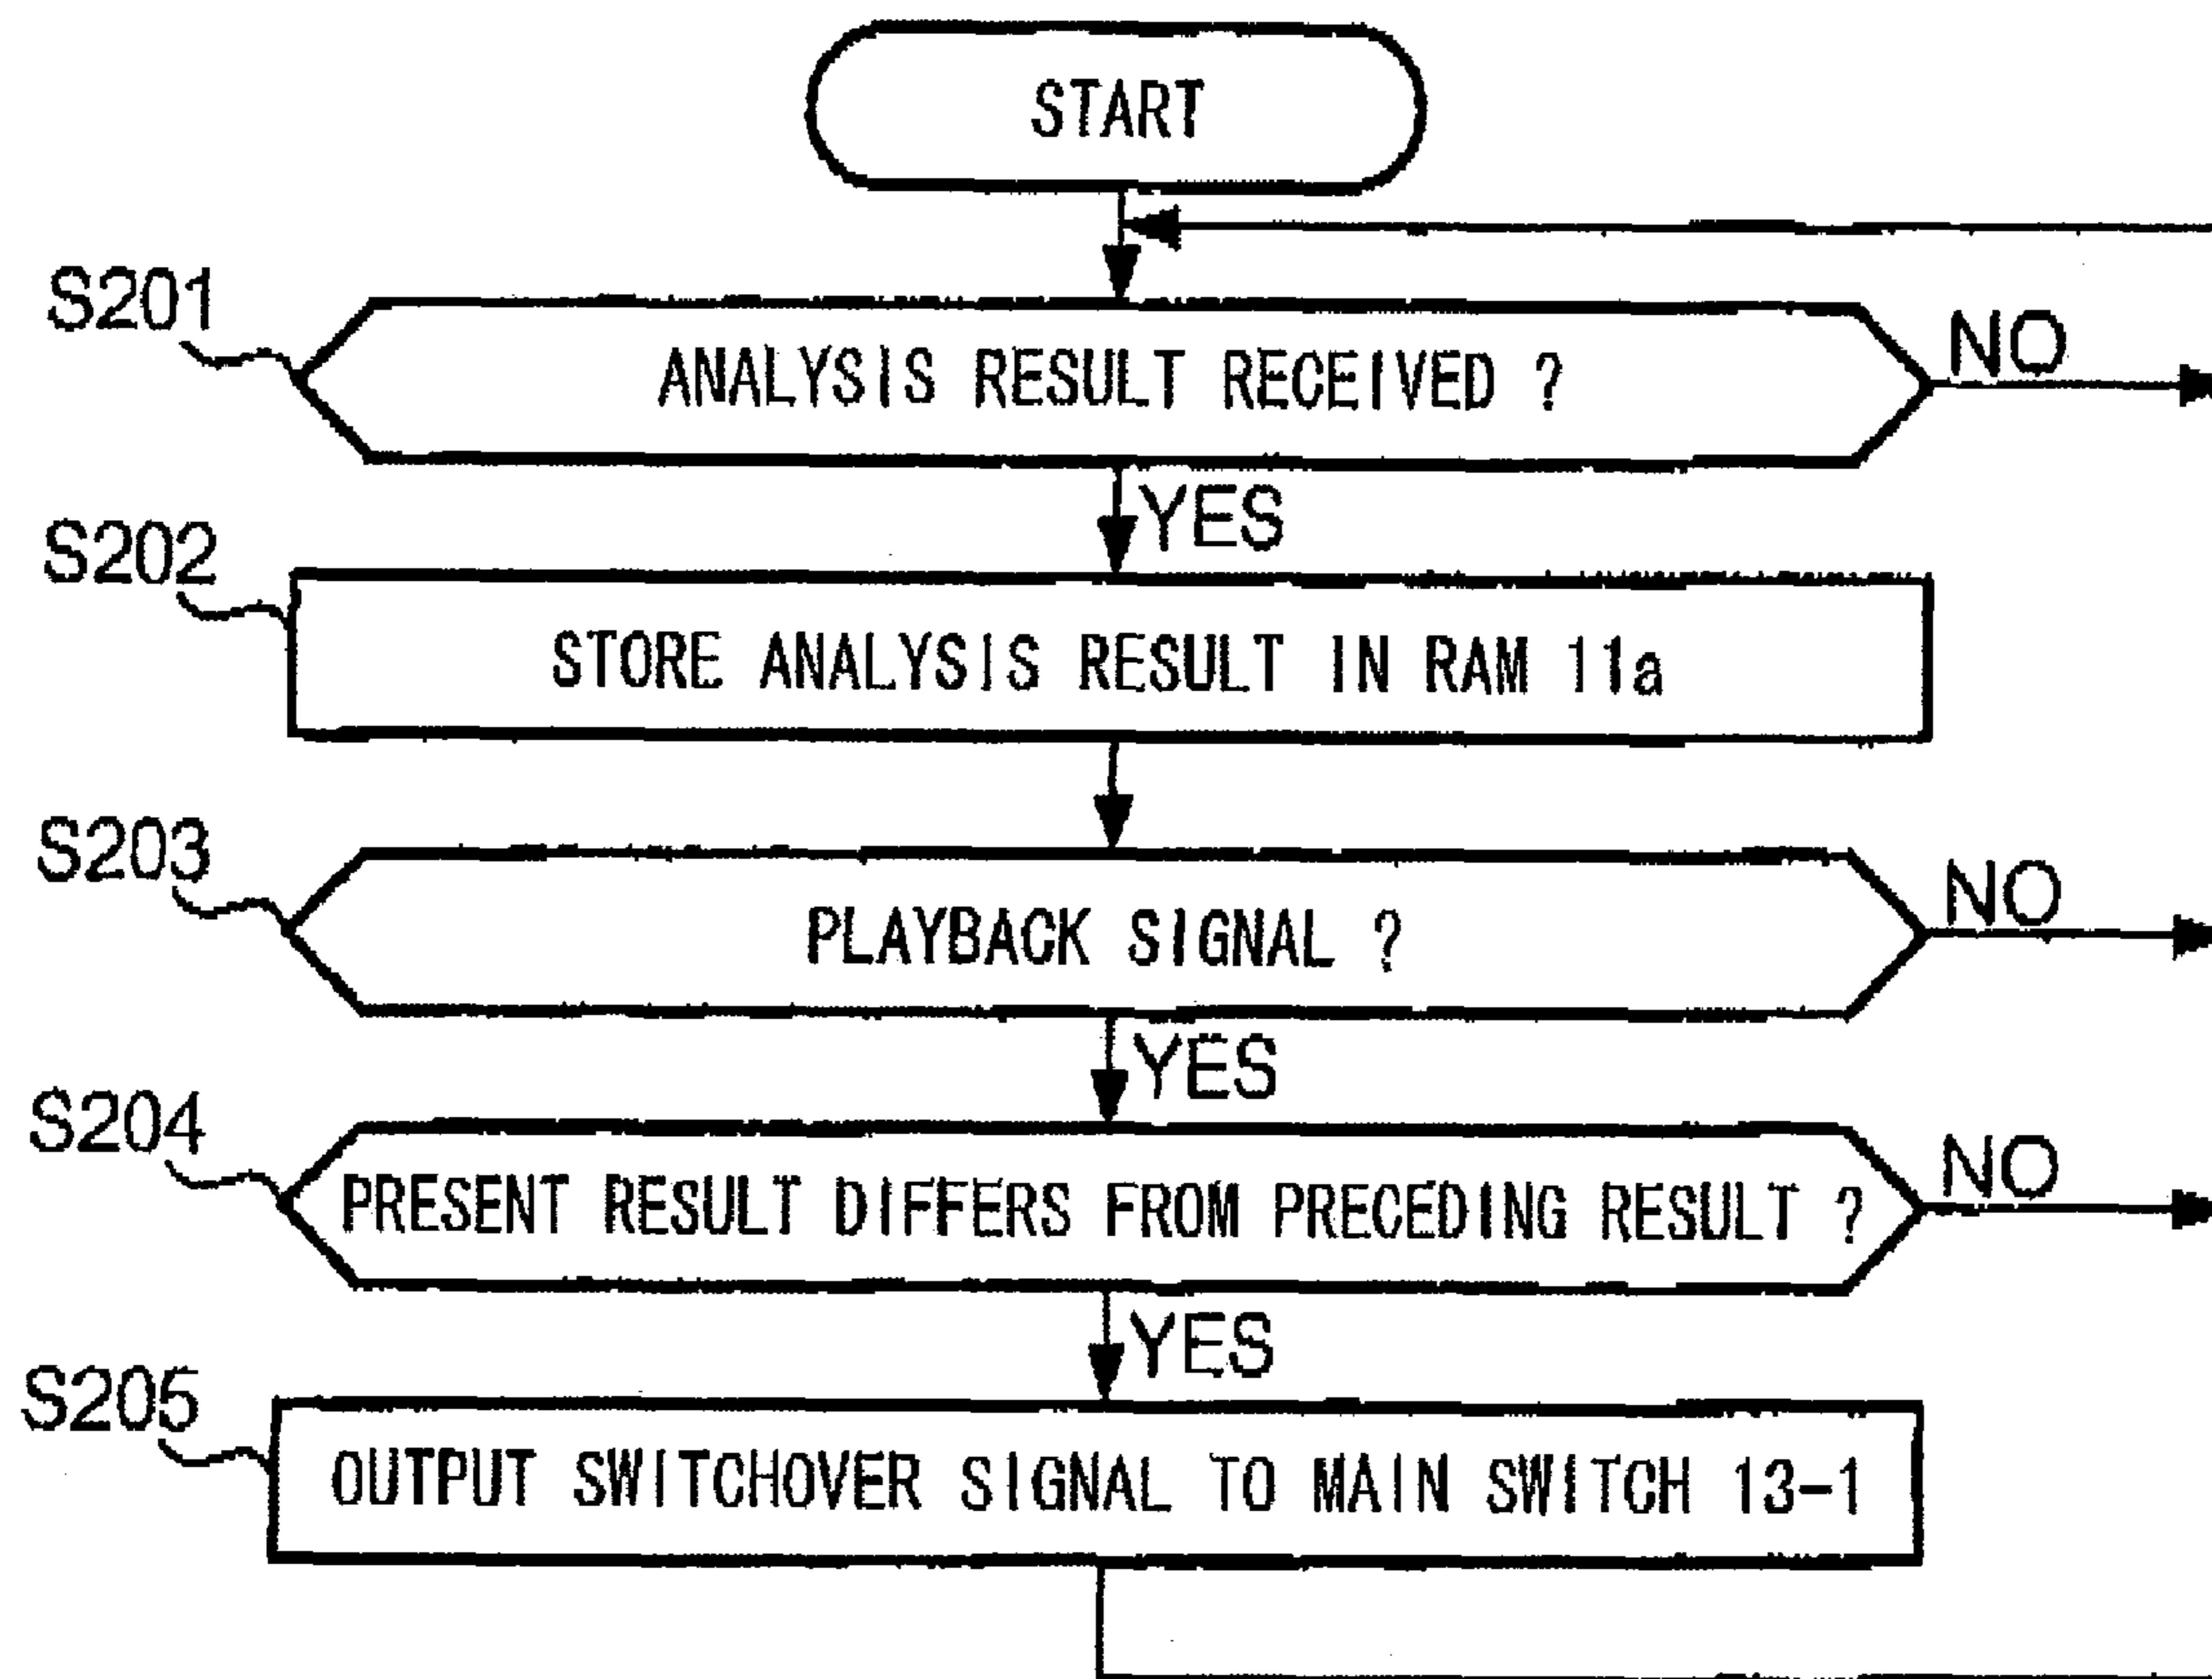 START
S201
ANALYSIS RESULT RECEIVED ?
NO
YES
S202
STORE ANALYSIS RESULT IN RAM 11a
S203
PLAYBACK SIGNAL ?
NO
YES
S204
PRESENT RESULT DIFFERS FROM PRECEDING RESULT ?
NO
YES
S205
OUTPUT SWITCHOVER SIGNAL TO MAIN SWITCH 13-1